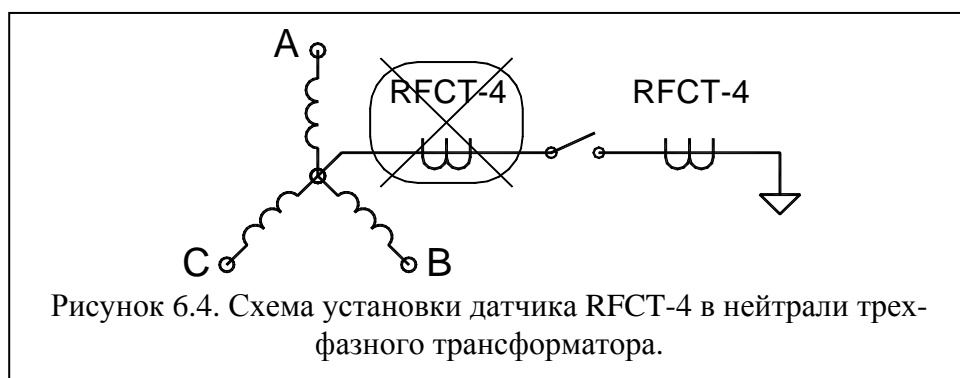 A
RFCT-4
RFCT-4
C
B
Рисунок 6.4. Схема установки датчика RFCT-4 в нейтрали трех-
фазного трансформатора.